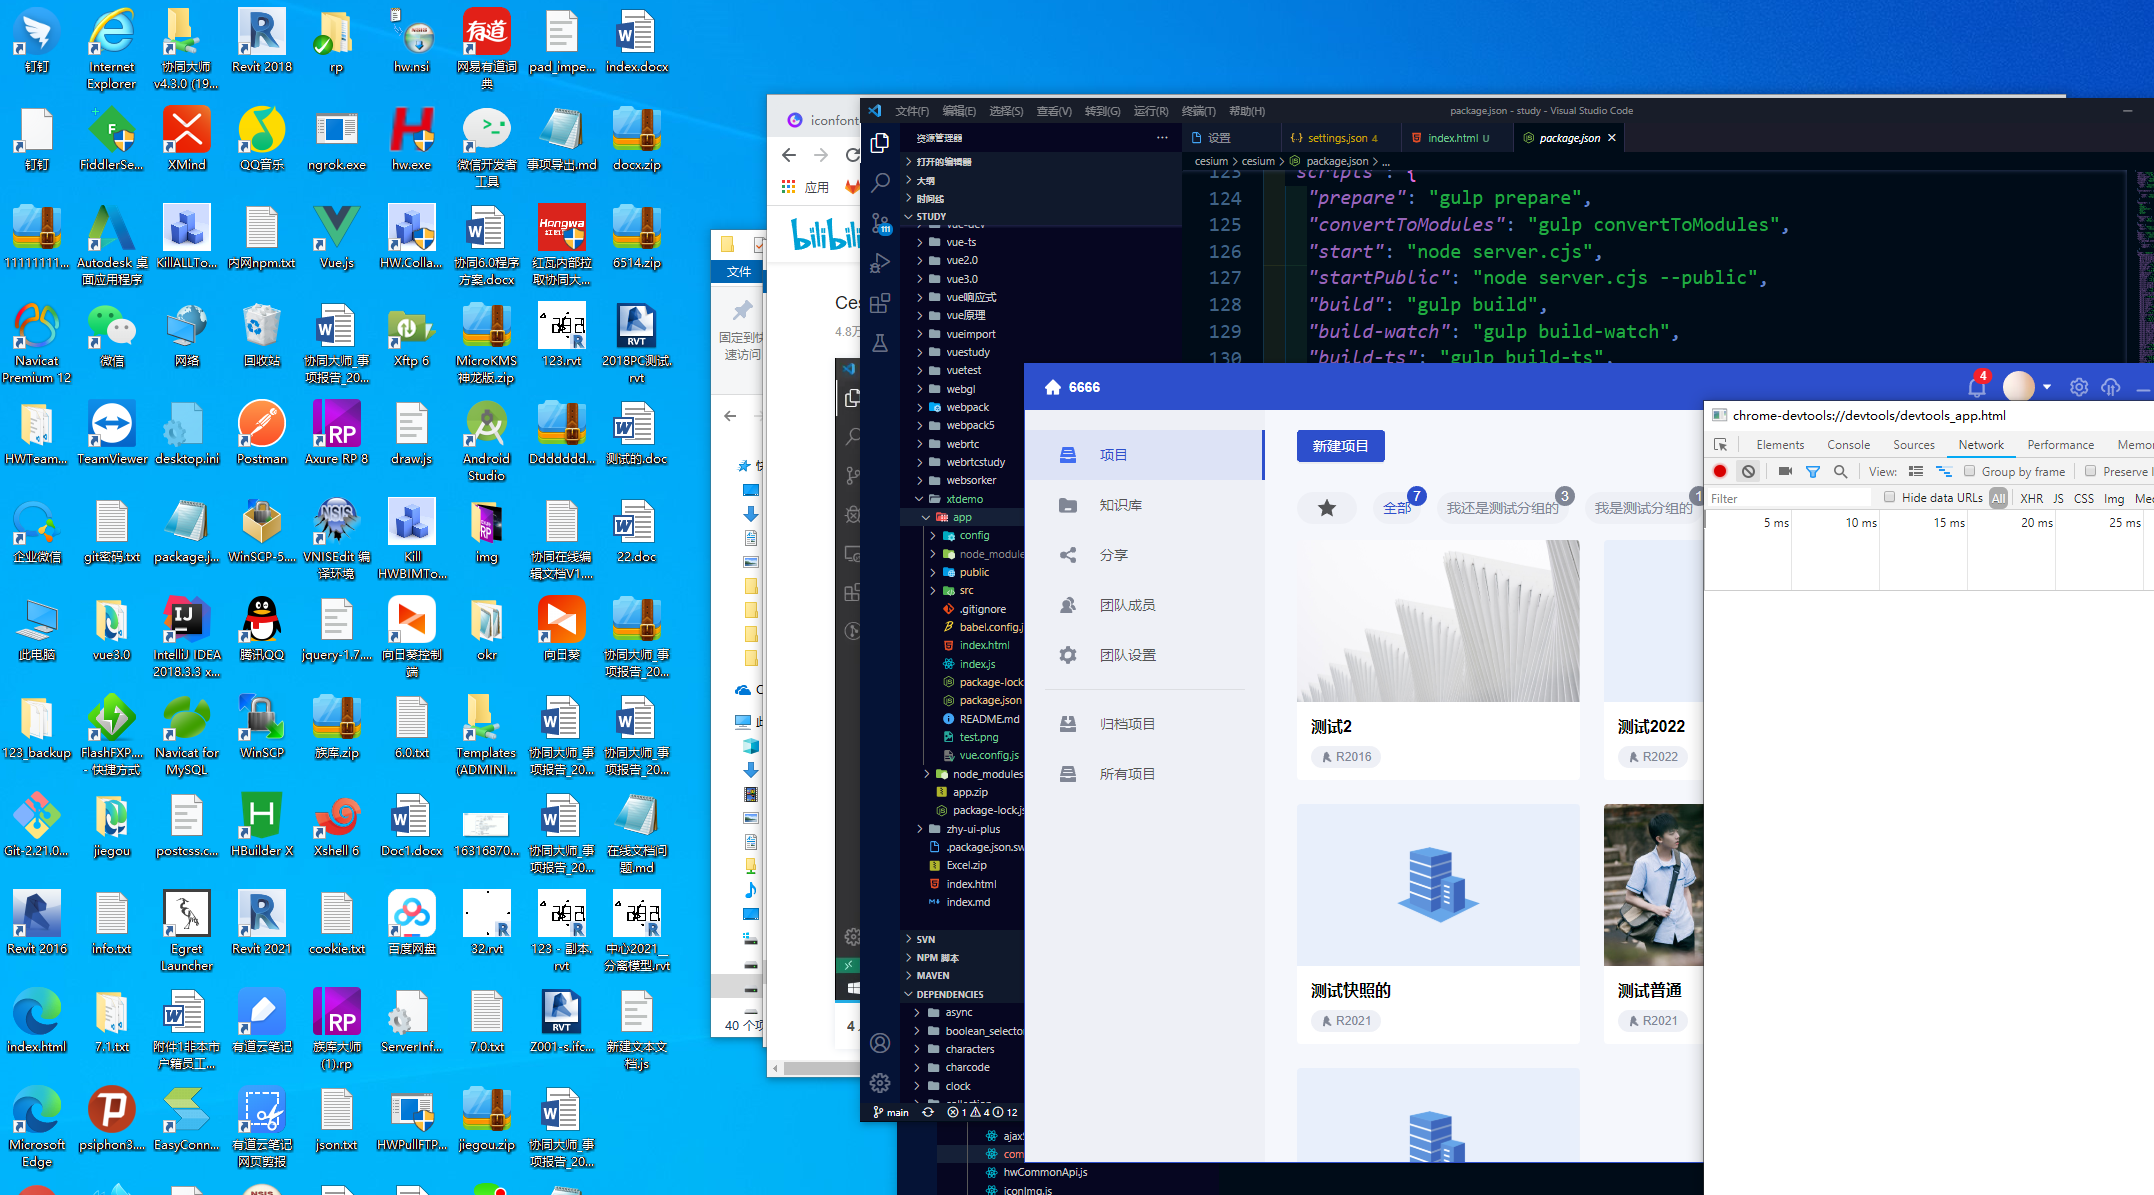 钉钉
Internet Explorer
协同大师 v4.3.0 (19...
Revit 2018
rp
hw.nsi
网易有道词典
pad_impe...
index.docx
钉钉
FiddlerSe...
XMind
QQ音乐
ngrok.exe
hw.exe
微信开发者工具
事项导出.md
docx.zip
11111111...
Autodesk 桌面应用程序
KillALLTo...
内网npm.txt
Vue.js
HW.Colla...
协同6.0程序方案.docx
红瓦内部拉取协同大...
6514.zip
Navicat Premium 12
微信
网络
回收站
协同大师_事项报告_20...
Xftp 6
MicroKMS神龙版.zip
123.rvt
2018PC测试.rvt
HWTeam...
TeamViewer
desktop.ini
Postman
Axure RP 8
draw.js
Android Studio
Ddddddd...
测试的.doc
企业微信
git密码.txt
package.j...
WinSCP-5....
VNISEdit 编译环境
Kill HWBIMTo...
img
协同在线编辑文档V1....
22.doc
此电脑
vue3.0
IntelliJ IDEA 2018.3.3 x...
腾讯QQ
jquery-1.7....
向日葵控制端
okr
向日葵
协同大师_事项报告_20...
123_backup
FlashFXP.... - 快捷方式
Navicat for MySQL
WinSCP
族库.zip
6.0.txt
Templates (ADMINI...
协同大师_事项报告_20...
协同大师_事项报告_20...
Git-2.21.0...
jiegou
postcss.c...
HBuilder X
Xshell 6
Doc1.docx
16316870...
协同大师_事项报告_20...
在线文档问题.md
Revit 2016
info.txt
Egret Launcher
Revit 2021
cookie.txt
百度网盘
32.rvt
123 - 副本.rvt
中心2021__分离模型.rvt
index.html
7.1.txt
附件1非本市户籍员工...
有道云笔记
族库大师(1).rp
ServerInf...
7.0.txt
Z001-s.ifc...
新建文本文档.js
Microsoft Edge
psiphon3....
EasyConn...
有道云笔记网页剪报
json.txt
HWPullFTP...
jiegou.zip
协同大师_事项报告_20...
文件
固定到快
速访问
40 个项
iconfont
应用
bilibili
Ces
4.8万
文件(F) 编辑(E) 选择(S) 查看(V) 转到(G) 运行(R) 终端(T) 帮助(H)
package.json - study - Visual Studio Code
资源管理器
设置
settings.json 4
index.html U
package.json
cesium > cesium > package.json > ...
打开的编辑器
大纲
时间线
STUDY
vue-dev
vue-ts
vue2.0
vue3.0
vue响应式
vue原理
vueimport
vuestudy
vuetest
webgl
webpack
webpack5
webrtc
webrtcstudy
websorker
xtdemo
app
config
node_module
public
src
.gitignore
babel.config.j
index.html
index.js
package-lock
package.json
README.md
test.png
vue.config.js
node_modules
app.zip
package-lock.js
zhy-ui-plus
.package.json.sw
Excel.zip
index.html
index.md
SVN
NPM 脚本
MAVEN
DEPENDENCIES
async
boolean_selector
characters
charcode
clock
main
1 4 12
hwCommonApi.js
iconImg.js
123 "scripts": {
124 "prepare": "gulp prepare",
125 "convertToModules": "gulp convertToModules",
126 "start": "node server.cjs",
127 "startPublic": "node server.cjs --public",
128 "build": "gulp build",
129 "build-watch": "gulp build-watch",
130 "build-ts": "gulp build-ts",
6666
4
项目
知识库
分享
团队成员
团队设置
归档项目
所有项目
新建项目
全部 7
我还是测试分组的 3
我是测试分组的 1
测试2
R2016
测试2022
R2022
测试快照的
R2021
测试普通
R2021
chrome-devtools://devtools/devtools_app.html
Elements Console Sources Network Performance Memo
View: Group by frame Preserve l
Filter Hide data URLs All XHR JS CSS Img Med
5 ms 10 ms 15 ms 20 ms 25 ms